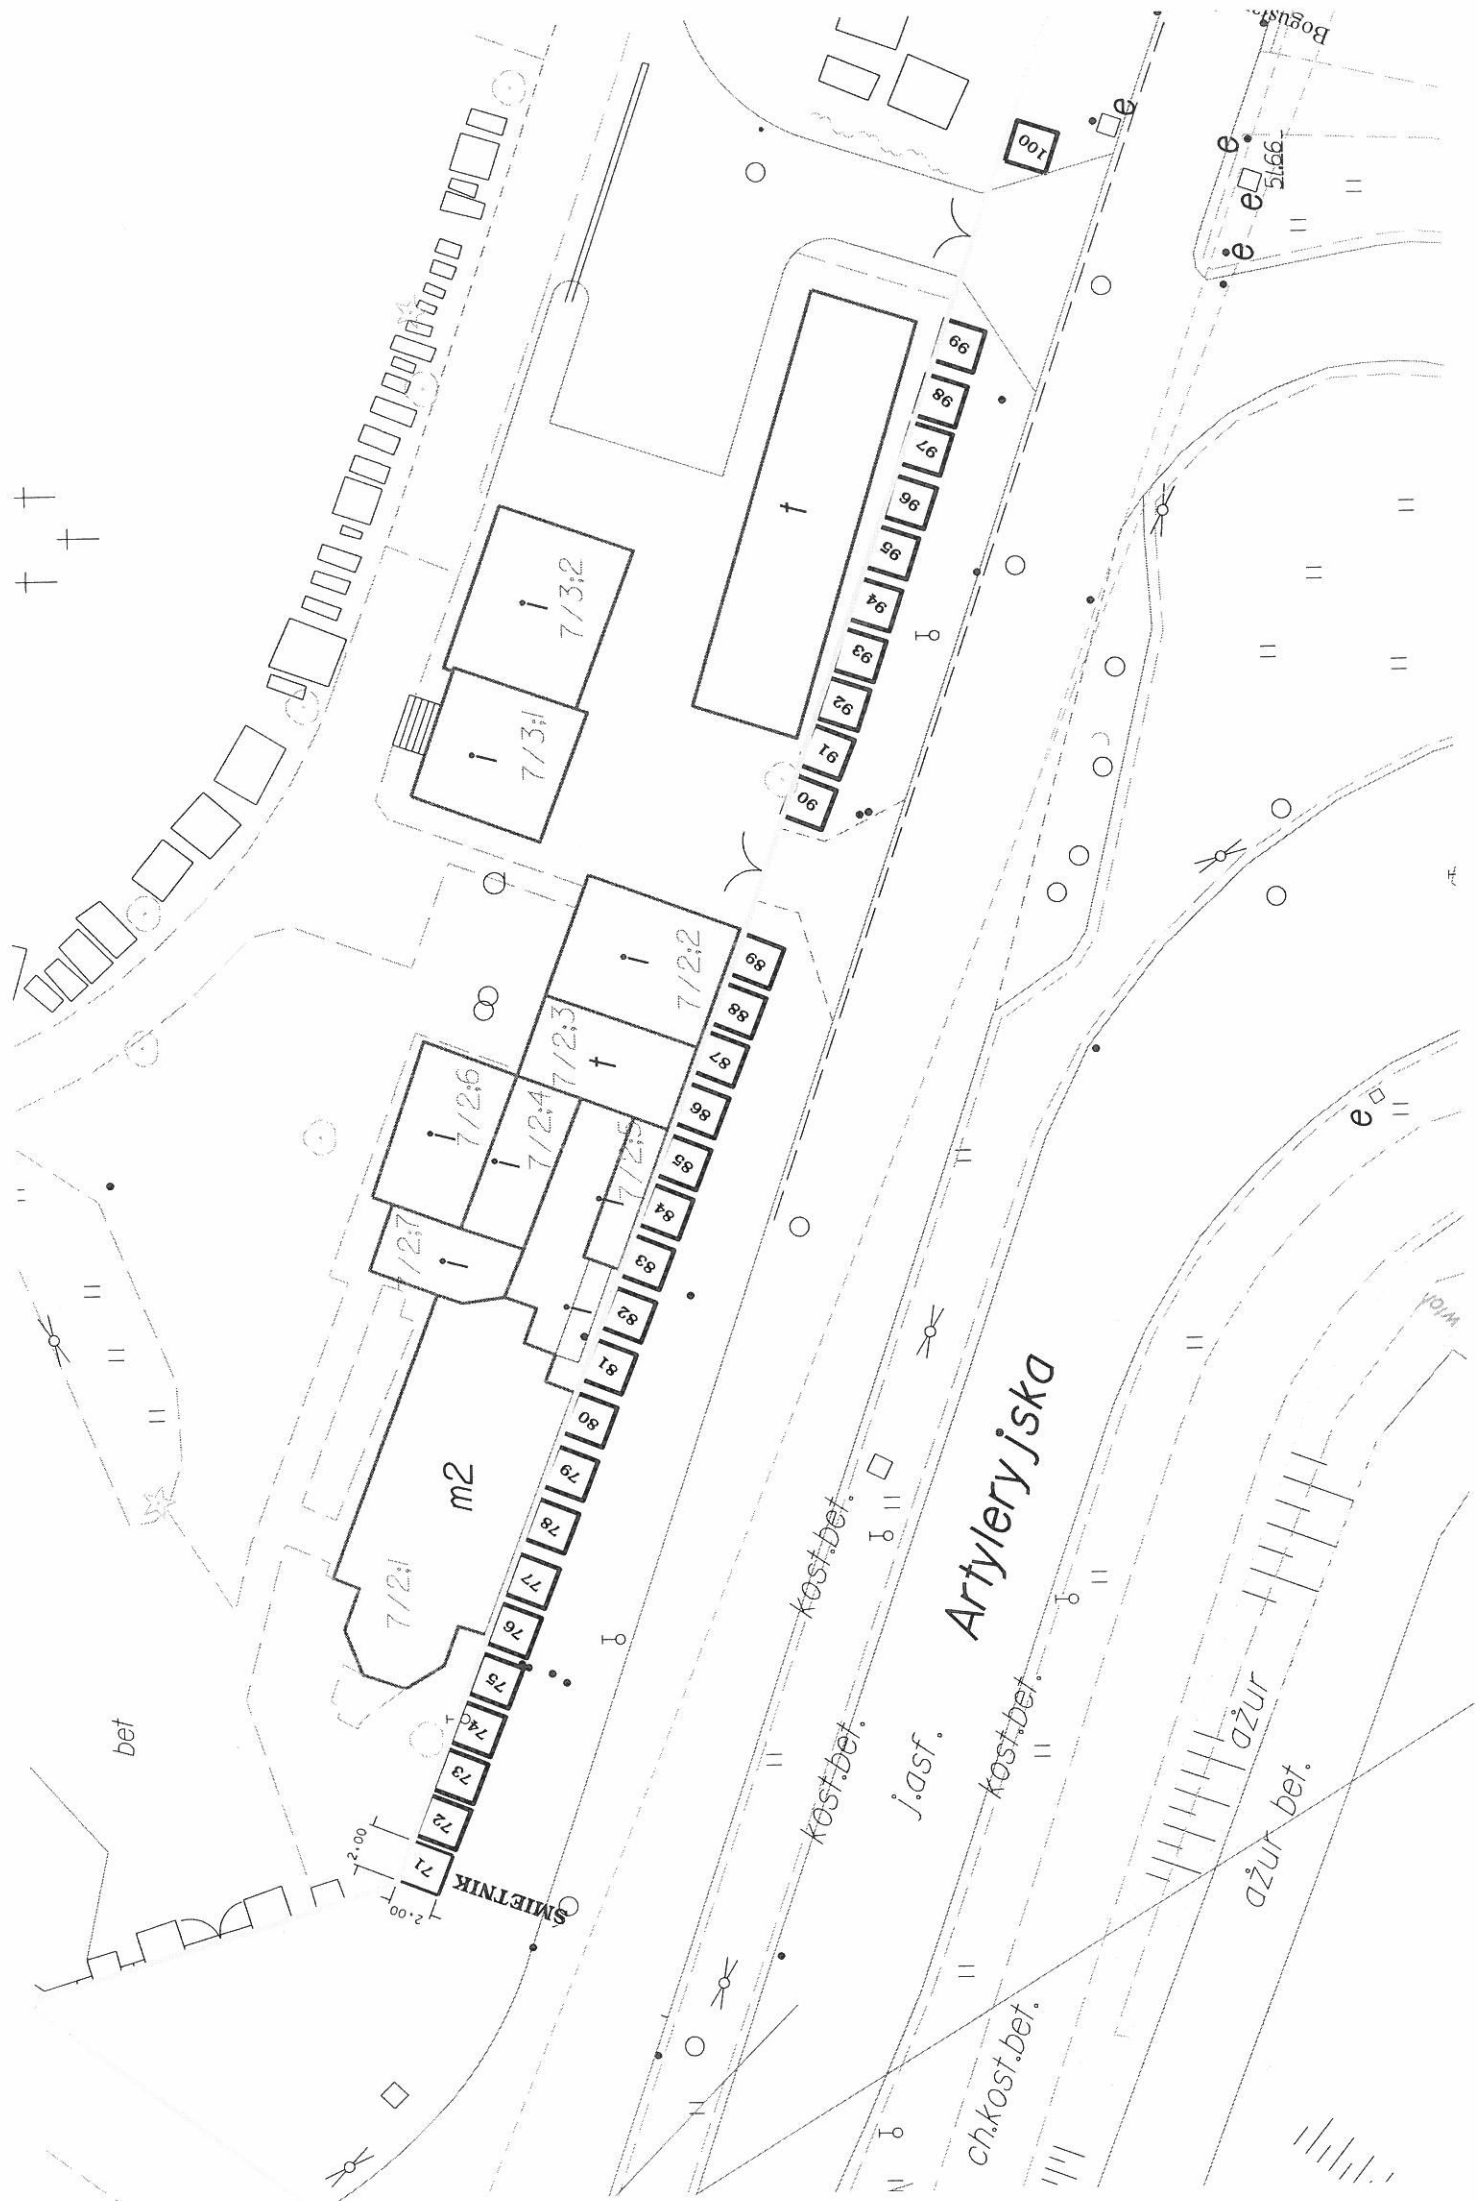 Bogusła
100
e
e
51.66
e
e
99
98
97
96
95
94
93
92
91
90
t
i
7/3;2
i
7/3;1
i
7/2;2
7/2;3
t
i
7/2;6
i
7/2;4
i
7/2;5
7/2;7
i
i
89
88
87
86
85
84
83
82
81
80
79
78
77
76
75
74
73
72
71
m2
7/2;1
e
bet
2.00
2.00
ŚMIETNIK
Artyleryjska
kost.bet.
kost.bet.
j.asf.
kost.bet.
ażur
ażur bet.
ch.kost.bet.